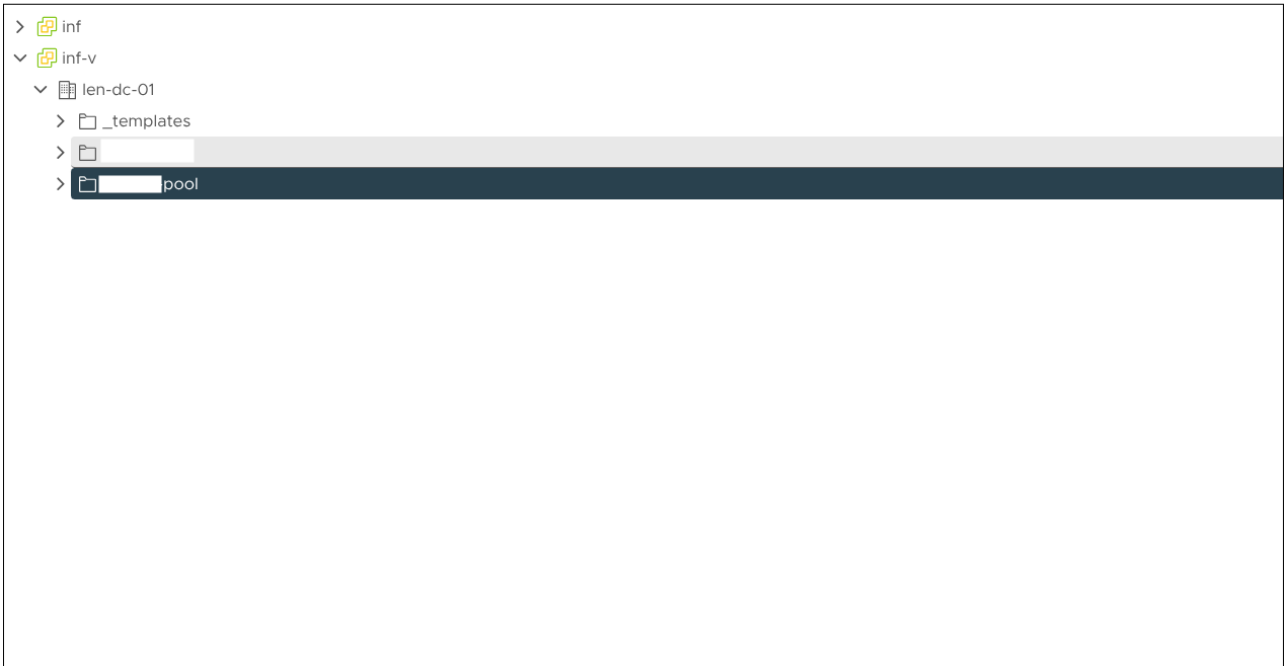 inf
inf-v
len-dc-01
_templates
pool